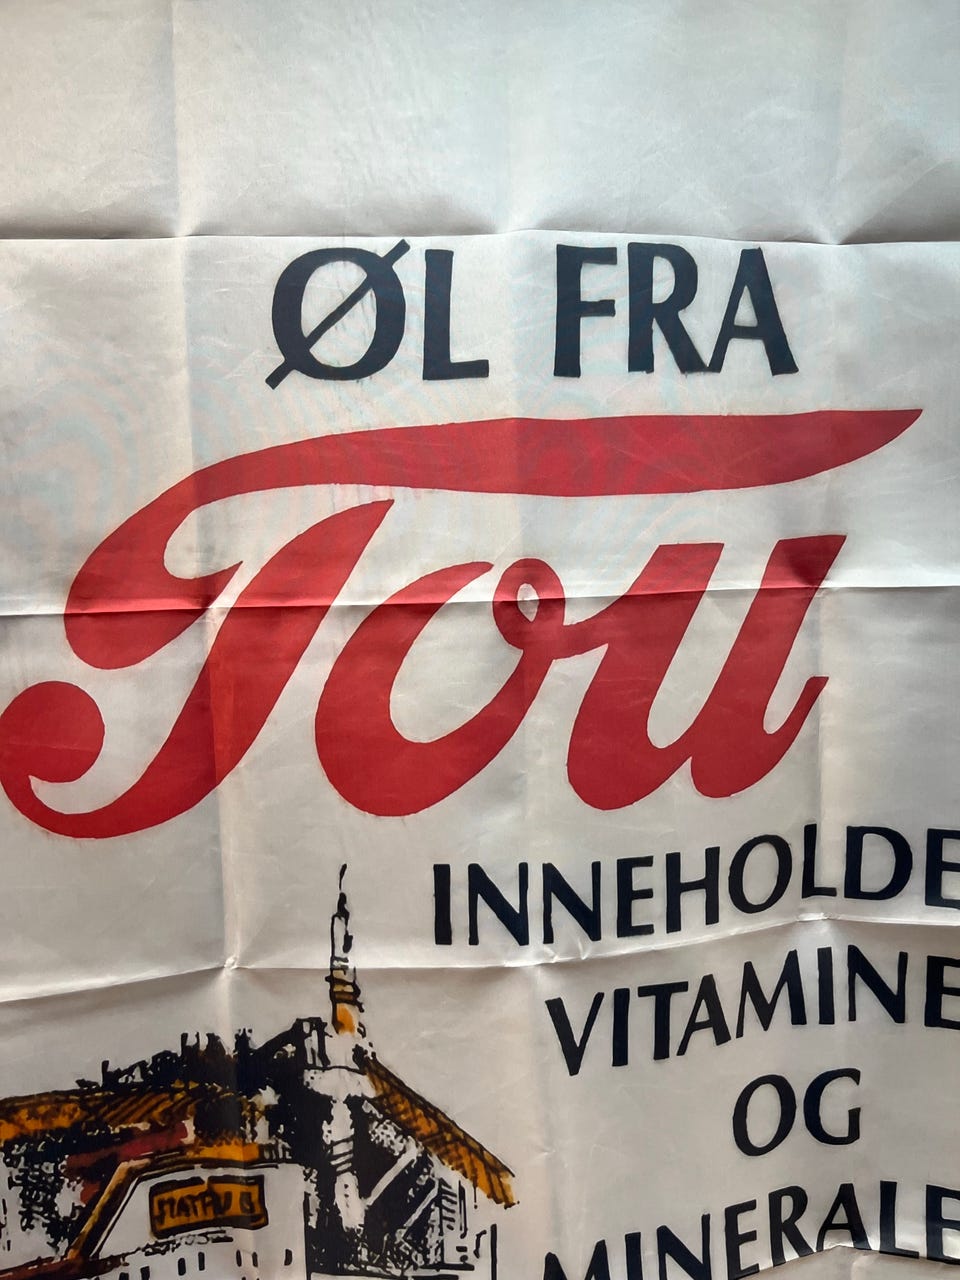 ØL FRA
Tou
INNEHOLDE
VITAMINE
OG
MINERALE